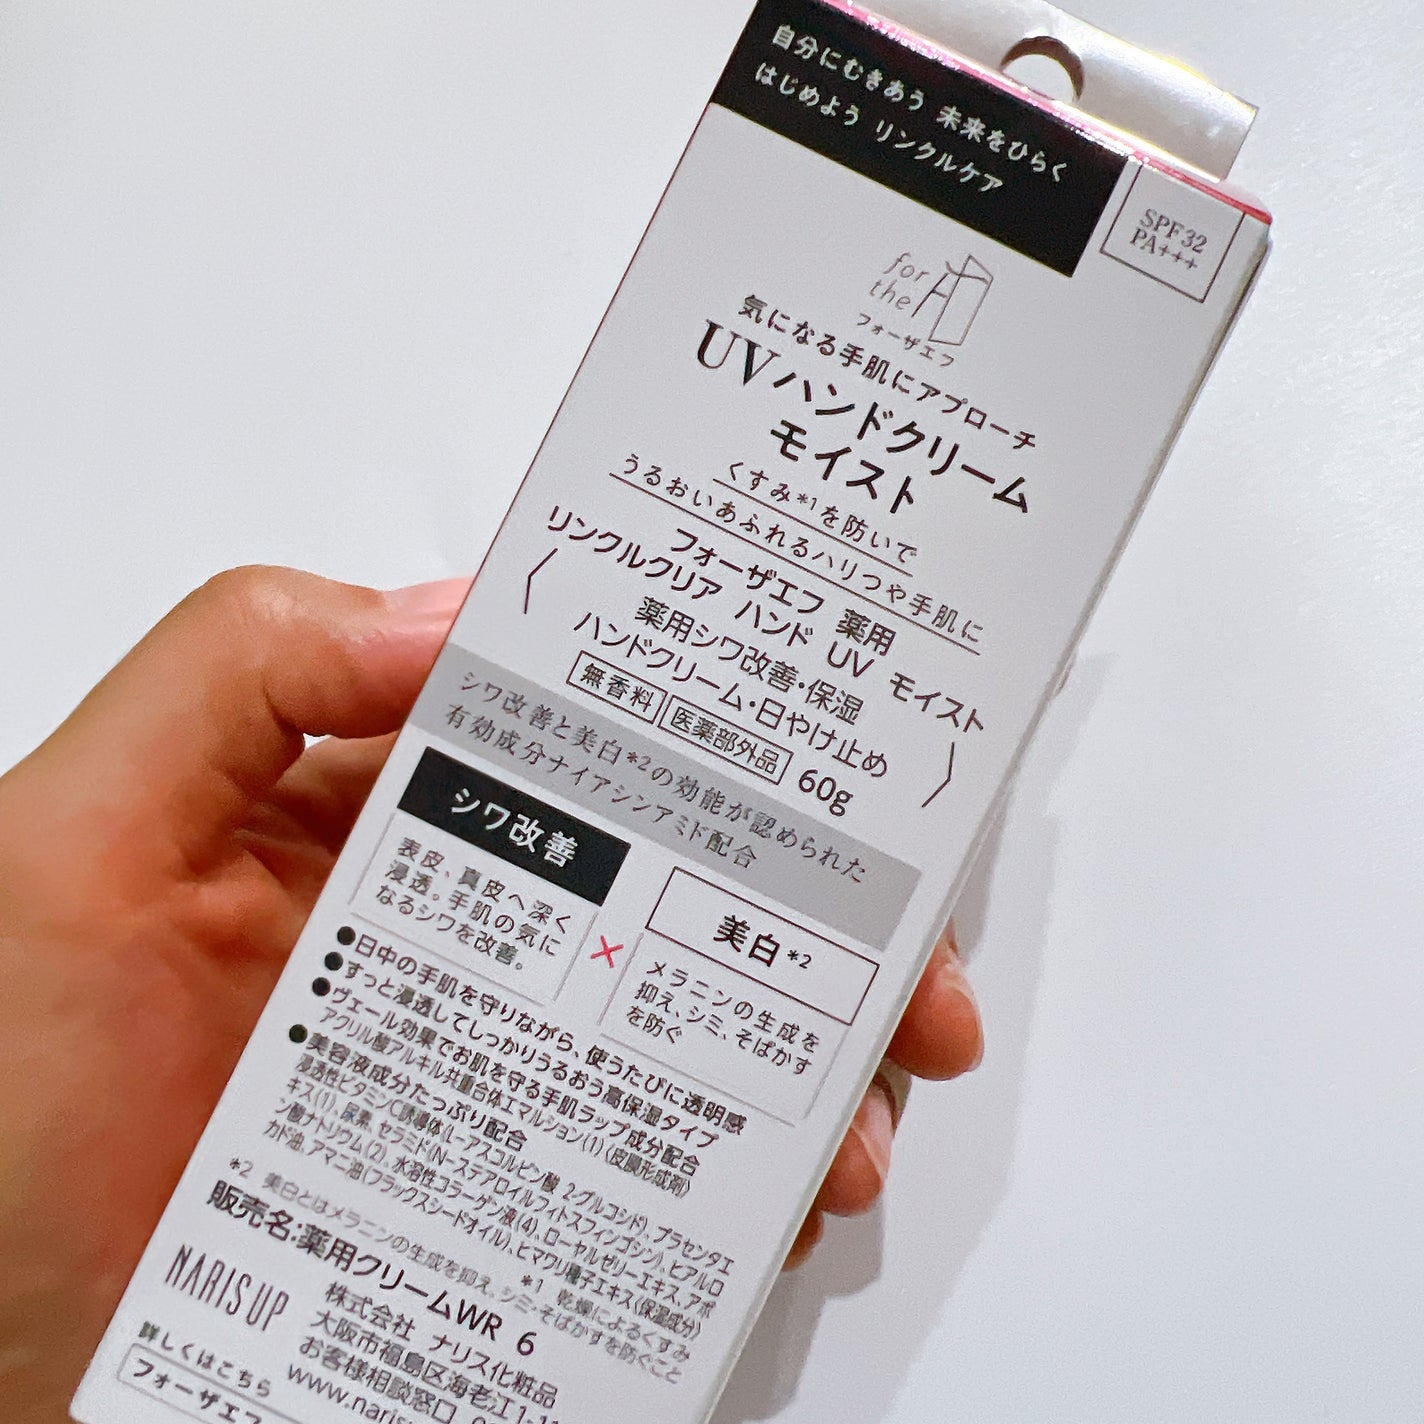 自分にむきあう 未来をひらく
はじめよう リンクルケア
SPF32
PA+++
for
the
フォーザエフ
気になる手肌にアプローチ
UVハンドクリーム
モイスト
くすみ*1を防いで
うるおいあふれるハリつや手肌に
フォーザエフ 薬用
リンクルクリア ハンド UV モイスト
薬用シワ改善・保湿
ハンドクリーム・日やけ止め
無香料 医薬部外品 60g
シワ改善と美白*2の効能が認められた
有効成分ナイアシンアミド配合
シワ改善
表皮、真皮へ深く
浸透。手肌の気に
なるシワを改善。
×
美白*2
メラニンの生成を
抑え、シミ、そばかす
を防ぐ
●日中の手肌を守りながら、使うたびに透明感
●すっと浸透してしっかりうるおう高保湿タイプ
●ヴェール効果でお肌を守る手肌ラップ成分配合
アクリル酸アルキル共重合体エマルション(1)〈皮膜形成剤〉
●美容液成分たっぷり配合
浸透性ビタミンC誘導体(L-アスコルビン酸 2-グルコシド)、プラセンタエ
キス(1)、尿素、セラミド(N-ステアロイルフィトスフィンゴシン)、ヒアルロ
ン酸ナトリウム(2)、水溶性コラーゲン液(4)、ローヤルゼリーエキス、アボ
カド油、アマニ油(ブラックスシードオイル)、ヒマワリ種子エキス〈保湿成分〉
*1 乾燥によるくすみ
*2 美白とはメラニンの生成を抑え、シミ・そばかすを防ぐこと
販売名:薬用クリームWR 6
NARIS UP
株式会社 ナリス化粧品
大阪市福島区海老江1-11
お客様相談窓口
www.naris
詳しくはこちら
フォーザエフ